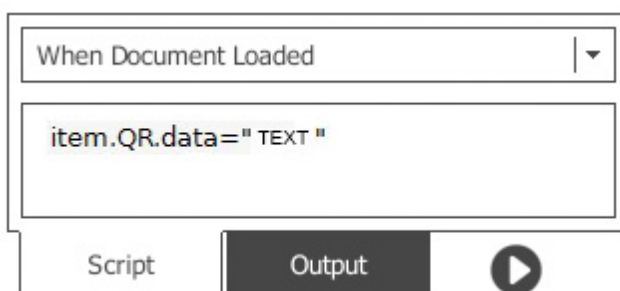 When Document Loaded
item.QR.data=" TEXT "
Script
Output